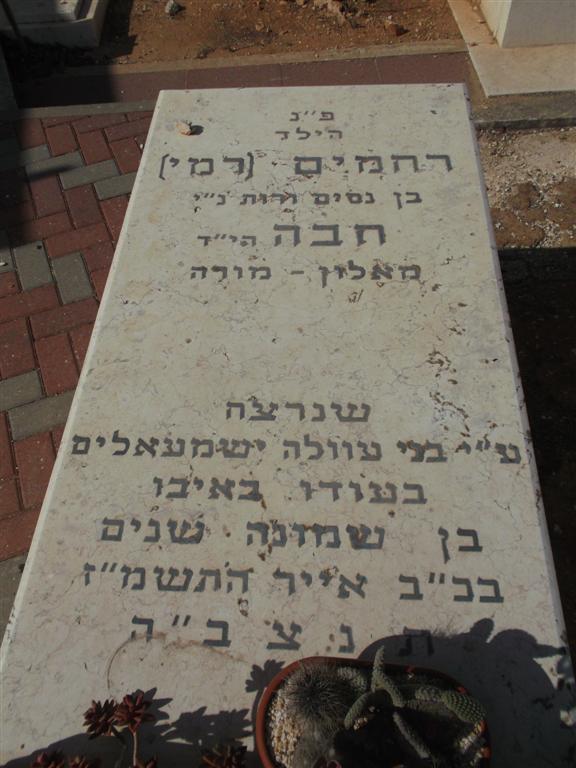 פ"נ
הילד
רחמים (רמי)
בן נסים ורות נ"י
חבה הי"ד
מאלון - מורה
שנרצח
ע"י בני עוולה ישמעאלים
בעודו באיבו
בן שמונה שנים
בכ"ב אייר התשמ"ז
ת נ צ ב" ה